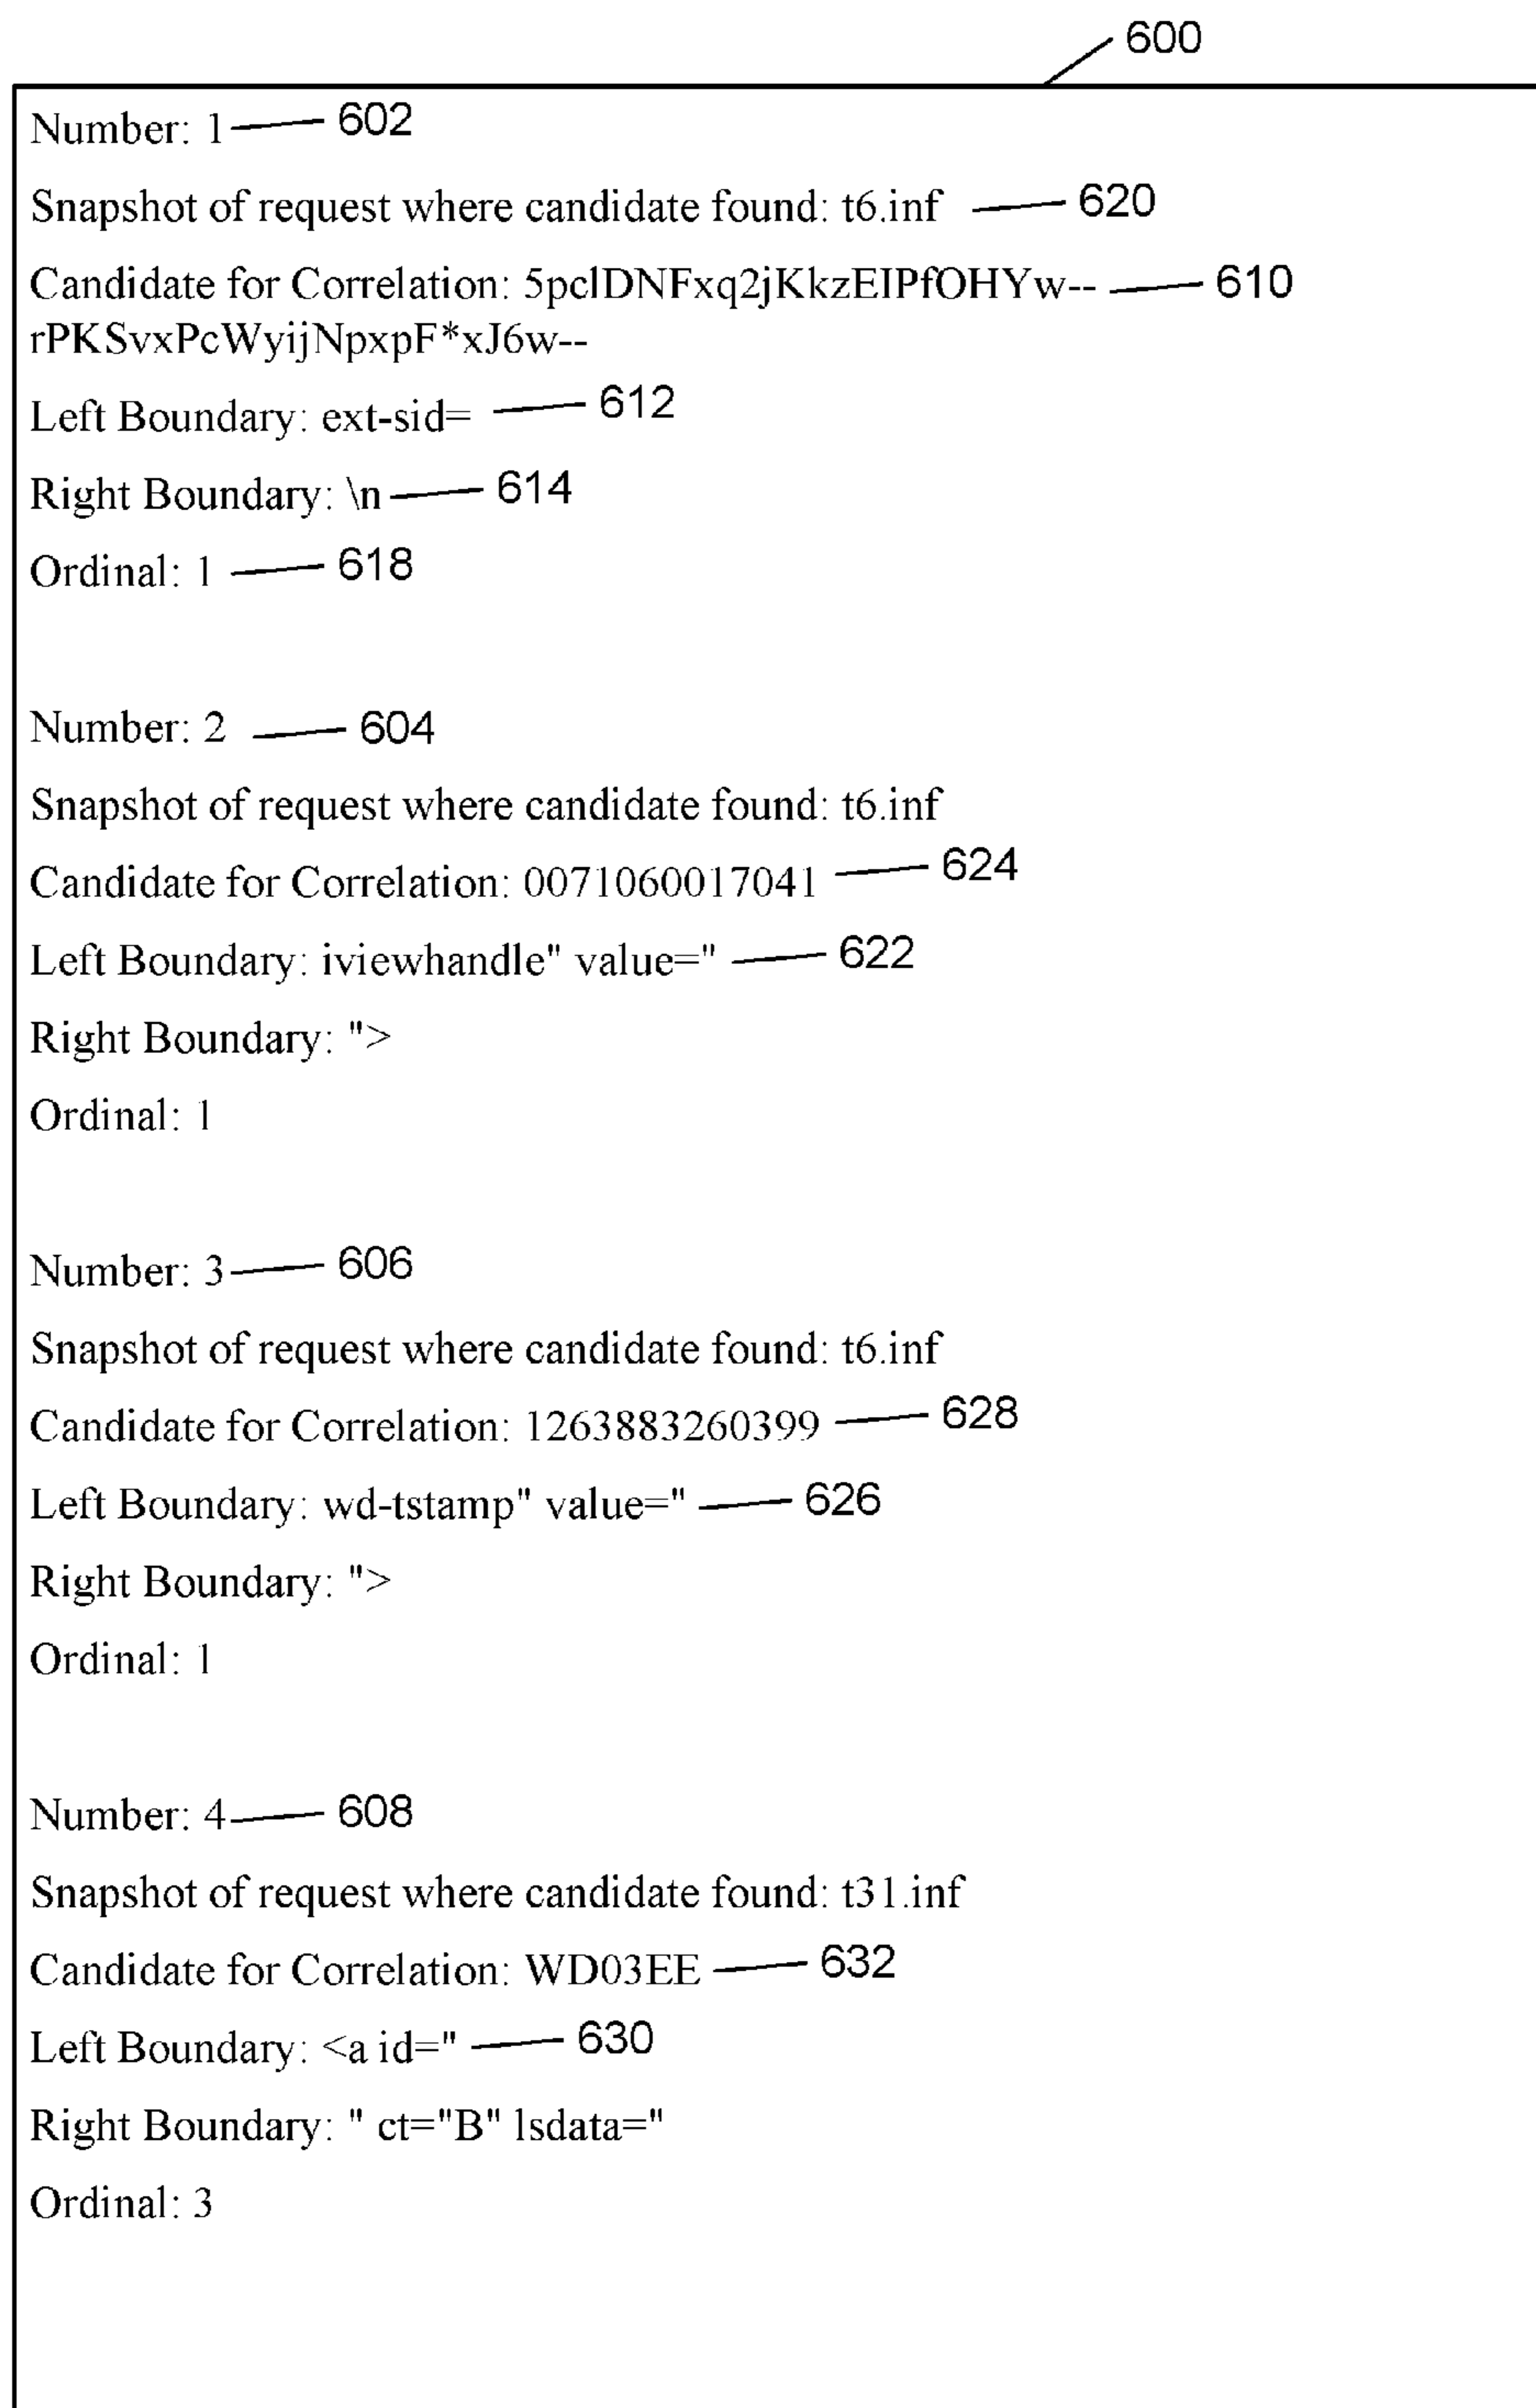 600
Number: 1 602
Snapshot of request where candidate found: t6.inf 620
Candidate for Correlation: 5pclDNFxq2jKkzEIPfOHYw-- 610
rPKSvxPcWyijNpxpF*xJ6w--
Left Boundary: ext-sid= 612
Right Boundary: \n 614
Ordinal: 1 618
Number: 2 604
Snapshot of request where candidate found: t6.inf
Candidate for Correlation: 0071060017041 624
Left Boundary: iviewhandle" value=" 622
Right Boundary: ">
Ordinal: 1
Number: 3 606
Snapshot of request where candidate found: t6.inf
Candidate for Correlation: 1263883260399 628
Left Boundary: wd-tstamp" value=" 626
Right Boundary: ">
Ordinal: 1
Number: 4 608
Snapshot of request where candidate found: t31.inf
Candidate for Correlation: WD03EE 632
Left Boundary: <a id=" 630
Right Boundary: " ct="B" lsdata="
Ordinal: 3